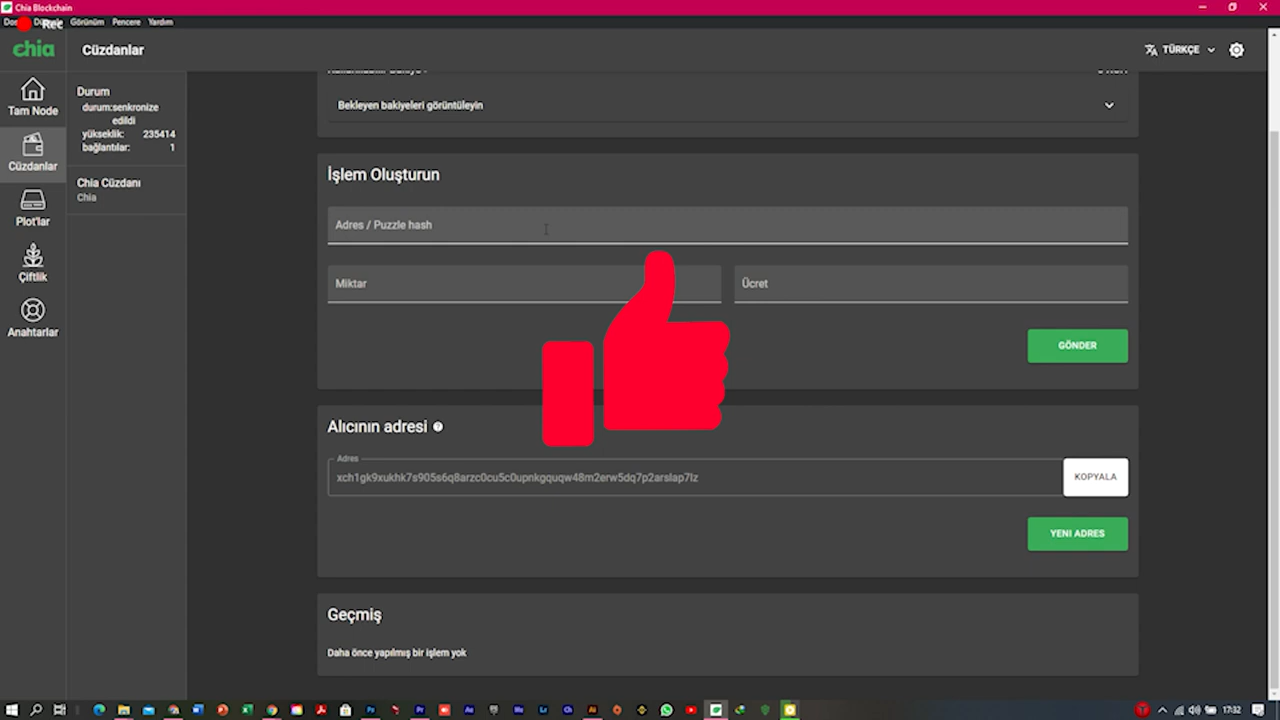 Chia Blockchain
Rec Görünüm Pencere Yardım
chia Cüzdanlar TÜRKÇE
Tam Node
Cüzdanlar
Plot'lar
Çiftlik
Anahtarlar
Durum
durum:senkronize
edildi
yükseklik: 235414
bağlantılar: 1
Chia Cüzdanı
Chia
Bekleyen bakiyeleri görüntüleyin
İşlem Oluşturun
Adres / Puzzle hash
Miktar Ücret
GÖNDER
Alıcının adresi
Adres
xch1gk9xukhk7s905s6q8arzc0cu5c0upnkgquqw48m2erw5dq7p2arslap7lz KOPYALA
YENİ ADRES
Geçmiş
Daha önce yapılmış bir işlem yok
17:32